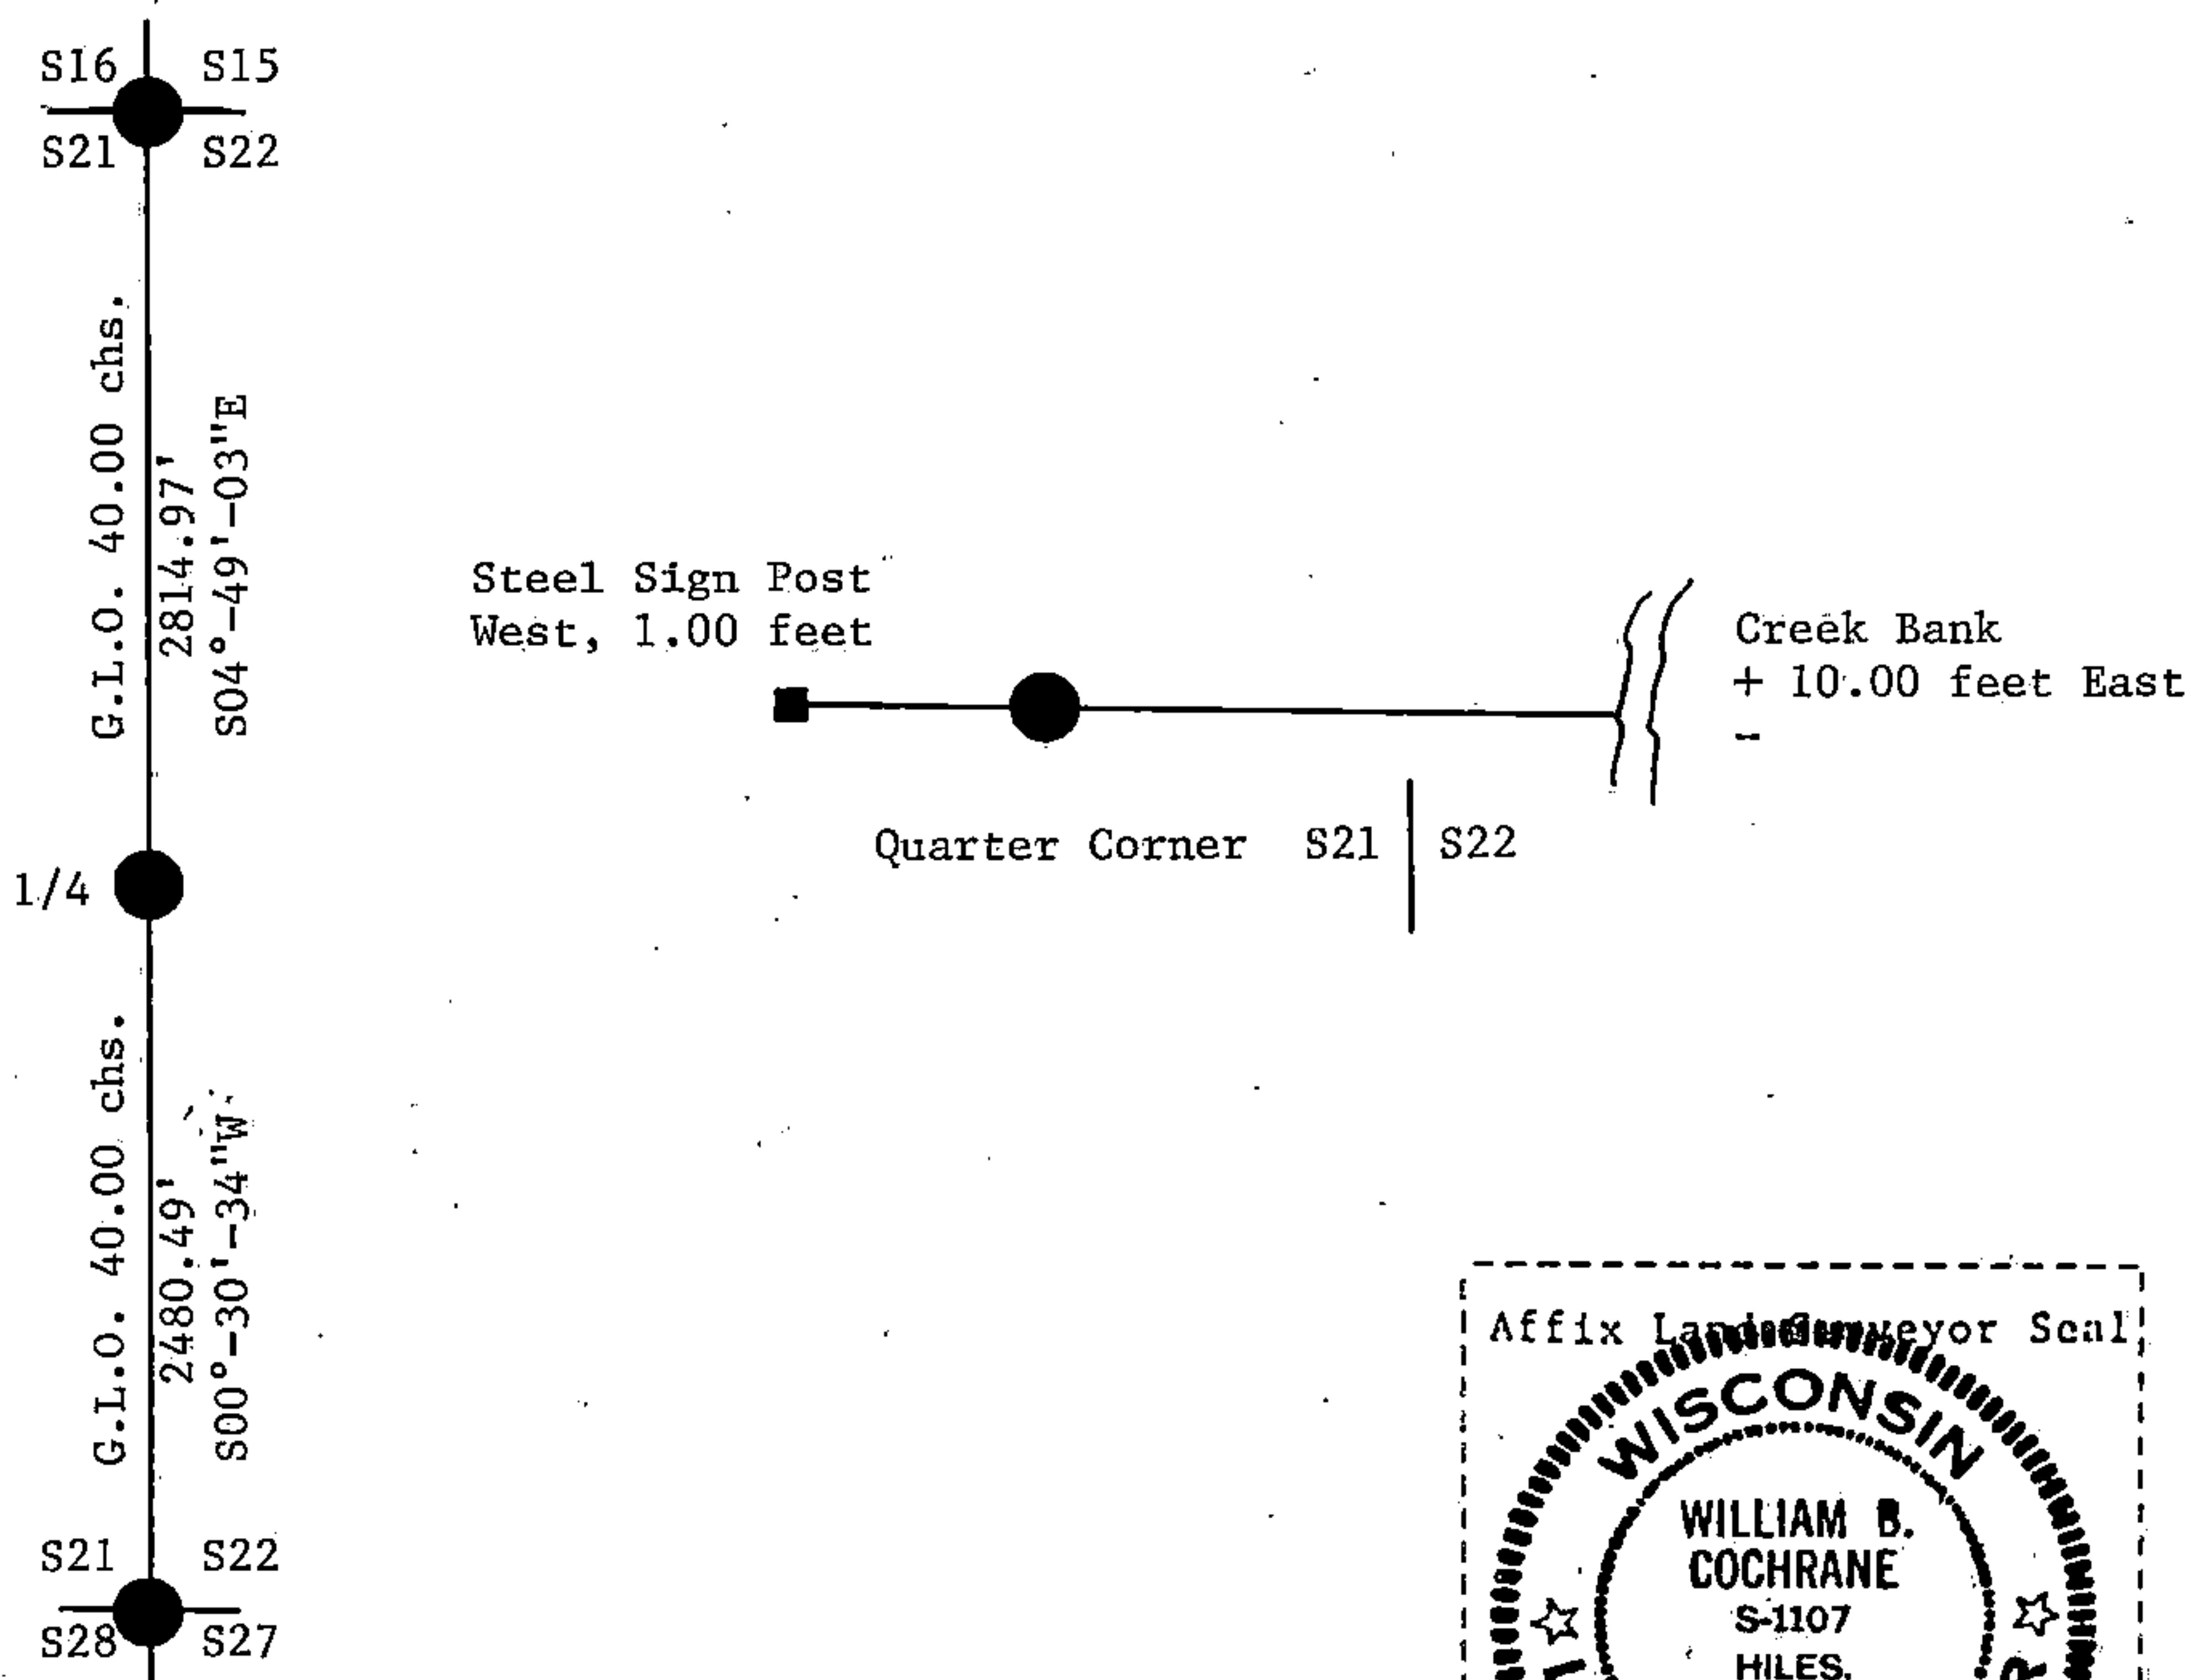 S16 S15
S21 S22
G.L.O. 40.00 chs.
2814.97'
S04°-49'-03"E
Steel Sign Post
West, 1.00 feet
Creek Bank
+ 10.00 feet East
-
Quarter Corner S21 S22
1/4
G.L.O. 40.00 chs.
2480.49'
S00°-30'-34"W
S21 S22
S28 S27
Affix Land Surveyor Seal
WISCONSIN
WILLIAM B.
COCHRANE
S-1107
HILES,